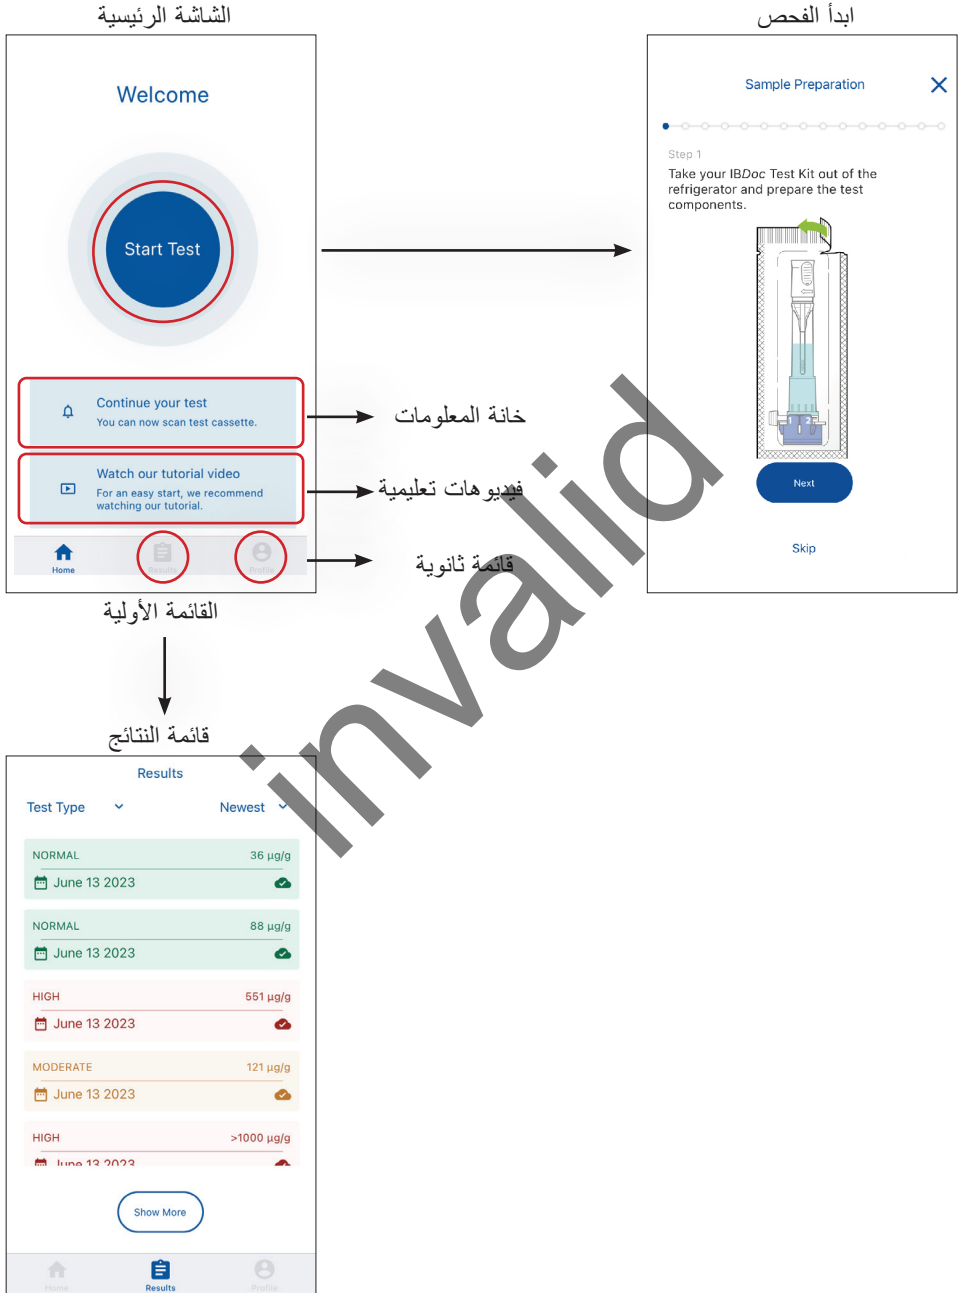 الشاشة الرئيسية
ابدأ الفحص
Welcome
Start Test
Continue your test
You can now scan test cassette.
Watch our tutorial video
For an easy start, we recommend
watching our tutorial.
Home
Results
Profile
Sample Preparation
Step 1
Take your IBDoc Test Kit out of the
refrigerator and prepare the test
components.
1 2
Next
Skip
خانة المعلومات
فيديوهات تعليمية
قائمة ثانوية
القائمة الأولية
قائمة النتائج
invalid
Results
Test Type
Newest
NORMAL
36 µg/g
June 13 2023
NORMAL
88 µg/g
June 13 2023
HIGH
551 µg/g
June 13 2023
MODERATE
121 µg/g
June 13 2023
HIGH
>1000 µg/g
June 13 2023
Show More
Home
Results
Profile